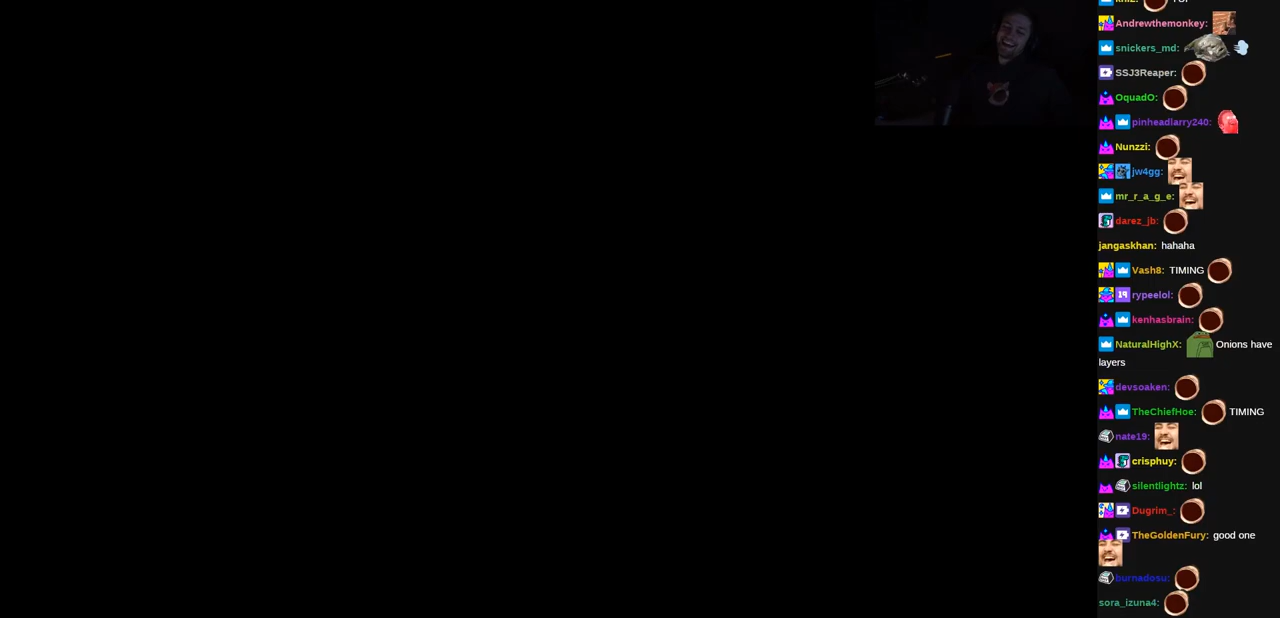 Andrewthemonkey:
snickers_md:
SSJ3Reaper:
OquadO:
pinheadlarry240:
Nunzzi:
jw4gg:
mr_r_a_g_e:
darez_jb:
jangaskhan: hahaha
Vash8: TIMING
19 rypeelol:
kenhasbrain:
NaturalHighX: Onions have
layers
devsoaken:
TheChiefHoe: TIMING
nate19:
crisphuy:
silentlightz: lol
Dugrim_:
TheGoldenFury: good one
burnadosu:
sora_izuna4: